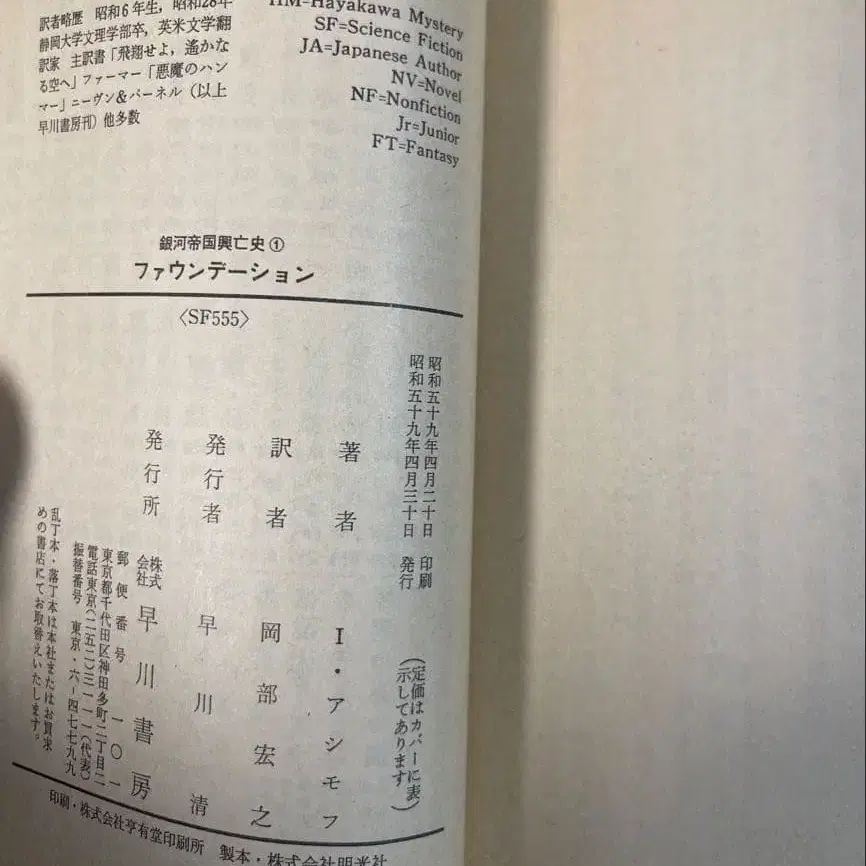 訳者略歴 昭和6年生,昭和28年
静岡大学文理学部卒,英米文学翻
訳家 主訳書「飛翔せよ,遙かな
る空へ」ファーマー「悪魔のハン
マー」ニーヴン&パーネル(以上
早川書房刊)他多数
HM=Hayakawa Mystery
SF=Science Fiction
JA=Japanese Author
NV=Novel
NF=Nonfiction
Jr=Junior
FT=Fantasy
銀河帝国興亡史①
ファウンデーション
〈SF555〉
昭和五十九年四月二十日 印刷
昭和五十九年四月三十日 発行
(定価はカバーに表
示してあります)
著者 I・アシモフ
訳者 岡部宏之
発行者 早川清
発行所 株式会社 早川書房
郵便番号 一〇一
東京都千代田区神田多町二丁目二
電話東京(二五二)三一一一(代表)
振替番号 東京・六-四七七九九
乱丁本・落丁本は本社またはお買求
めの書店にてお取替えいたします。
印刷・株式会社亨有堂印刷所 製本・株式会社明光社